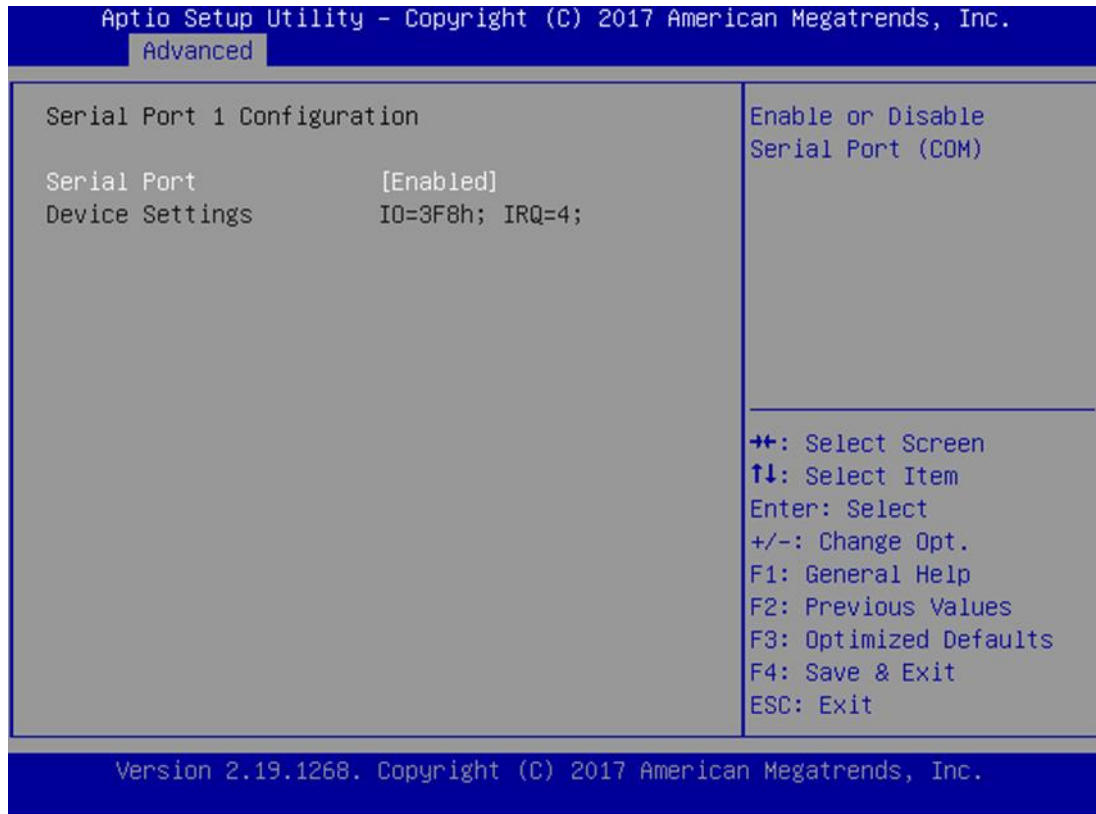 Aptio Setup Utility – Copyright (C) 2017 American Megatrends, Inc.
Advanced
Serial Port 1 Configuration
Serial Port [Enabled]
Device Settings IO=3F8h; IRQ=4;
Enable or Disable
Serial Port (COM)
→←: Select Screen
↑↓: Select Item
Enter: Select
+/-: Change Opt.
F1: General Help
F2: Previous Values
F3: Optimized Defaults
F4: Save & Exit
ESC: Exit
Version 2.19.1268. Copyright (C) 2017 American Megatrends, Inc.